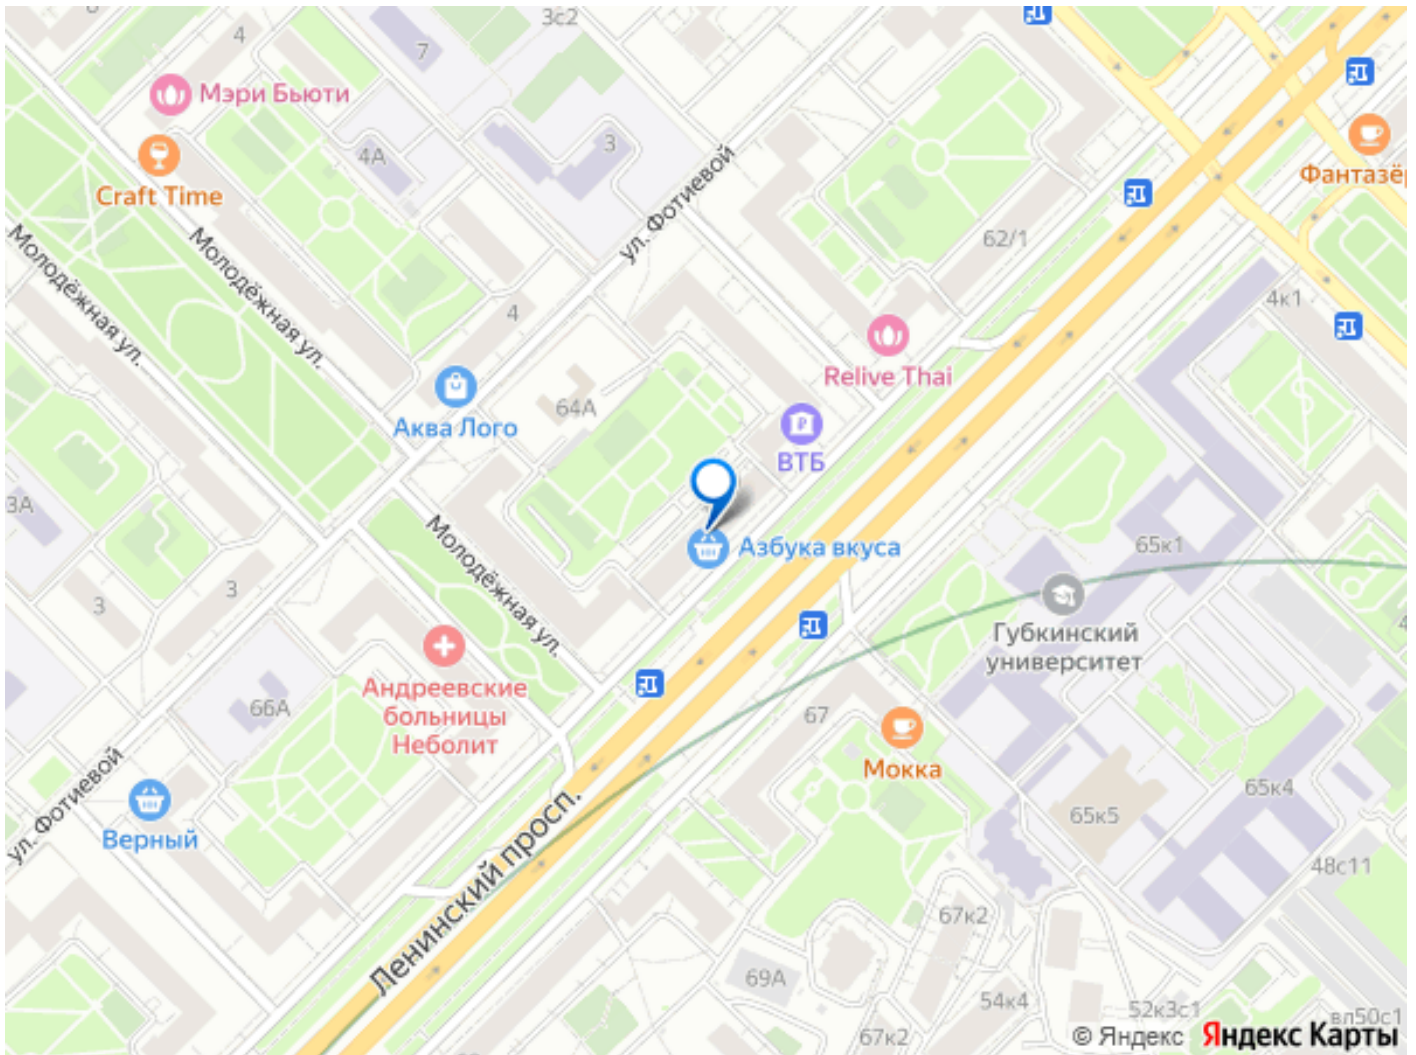 3с2
4
7
Мэри Бьюти
4А
3
Craft Time
ул. Фотиевой
Фантазёр
62/1
Молодёжная ул.
Молодёжная ул.
4к1
4
Relive Thai
64А
Аква Лого
ВТБ
3А
Азбука вкуса
65к1
Молодёжная ул.
3
3
Губкинский
университет
Андреевские
больницы
Неболит
66А
67
Мокка
ул. Фотиевой
Верный
65к4
65к5
Ленинский просп.
48с11
67к2
69А
54к4
52к3с1
вл50с1
67к2
© Яндекс Яндекс Карты